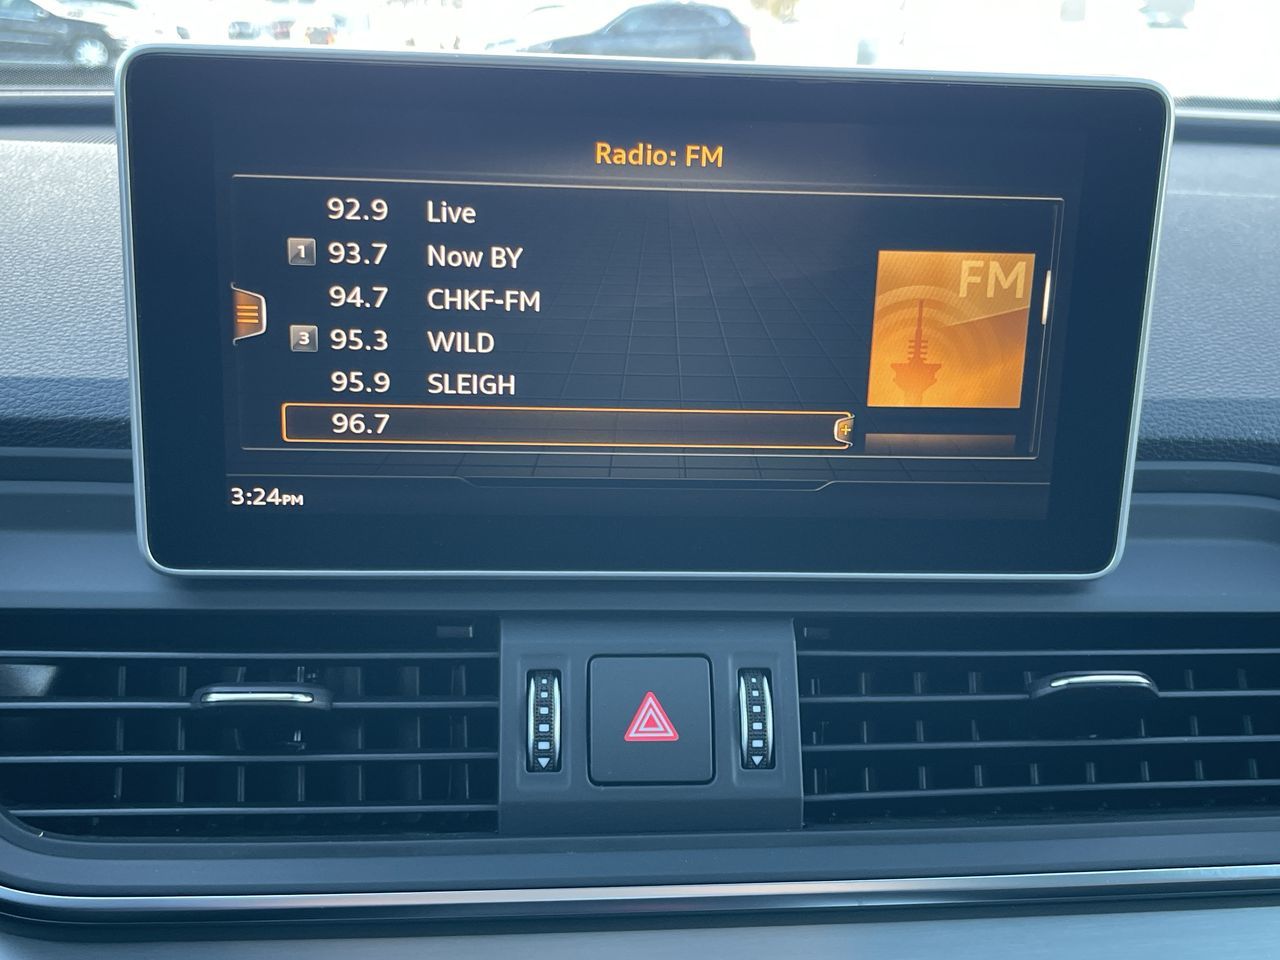 Radio: FM
92.9 Live
1 93.7 Now BY
94.7 CHKF-FM
3 95.3 WILD
95.9 SLEIGH
96.7
FM
3:24PM